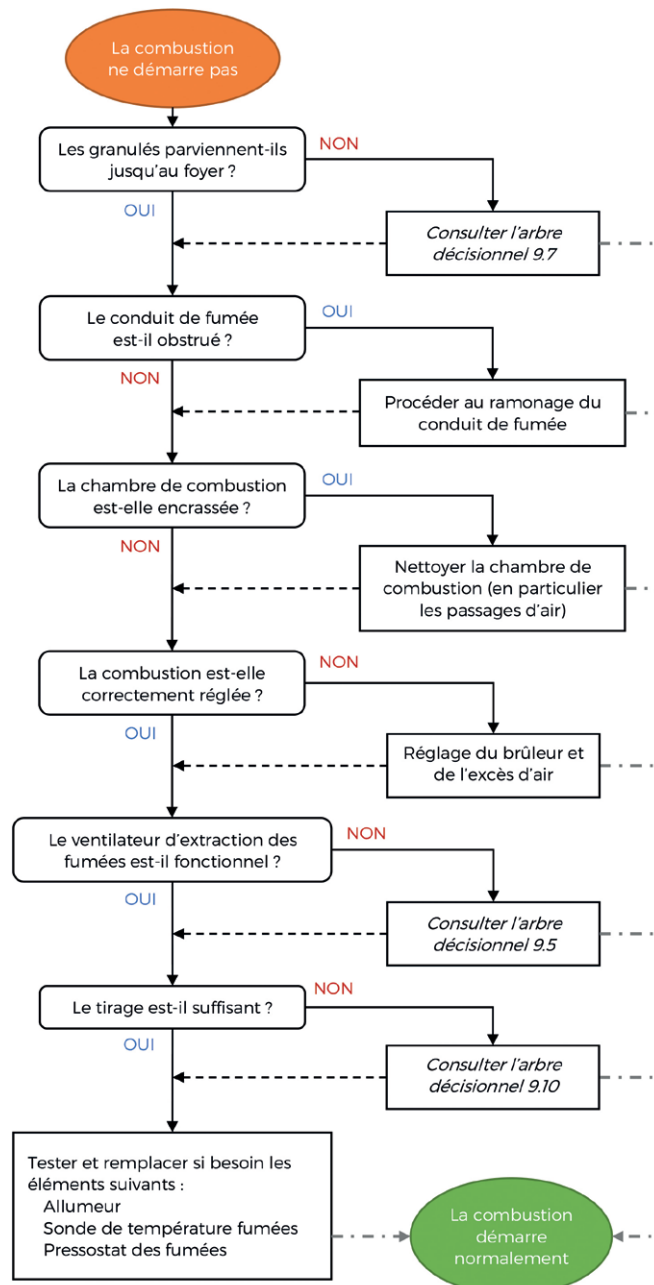 La combustion
ne démarre pas
Les granulés parviennent-ils
jusqu'au foyer ?
NON
OUI
Consulter l'arbre
décisionnel 9.7
Le conduit de fumée
est-il obstrué ?
OUI
NON
Procéder au ramonage du
conduit de fumée
La chambre de combustion
est-elle encrassée ?
OUI
NON
Nettoyer la chambre de
combustion (en particulier
les passages d'air)
La combustion est-elle
correctement réglée ?
NON
OUI
Réglage du brûleur et
de l'excès d'air
Le ventilateur d'extraction des
fumées est-il fonctionnel ?
NON
OUI
Consulter l'arbre
décisionnel 9.5
Le tirage est-il suffisant ?
NON
OUI
Consulter l'arbre
décisionnel 9.10
Tester et remplacer si besoin les
éléments suivants :
Allumeur
Sonde de température fumées
Pressostat des fumées
La combustion
démarre
normalement